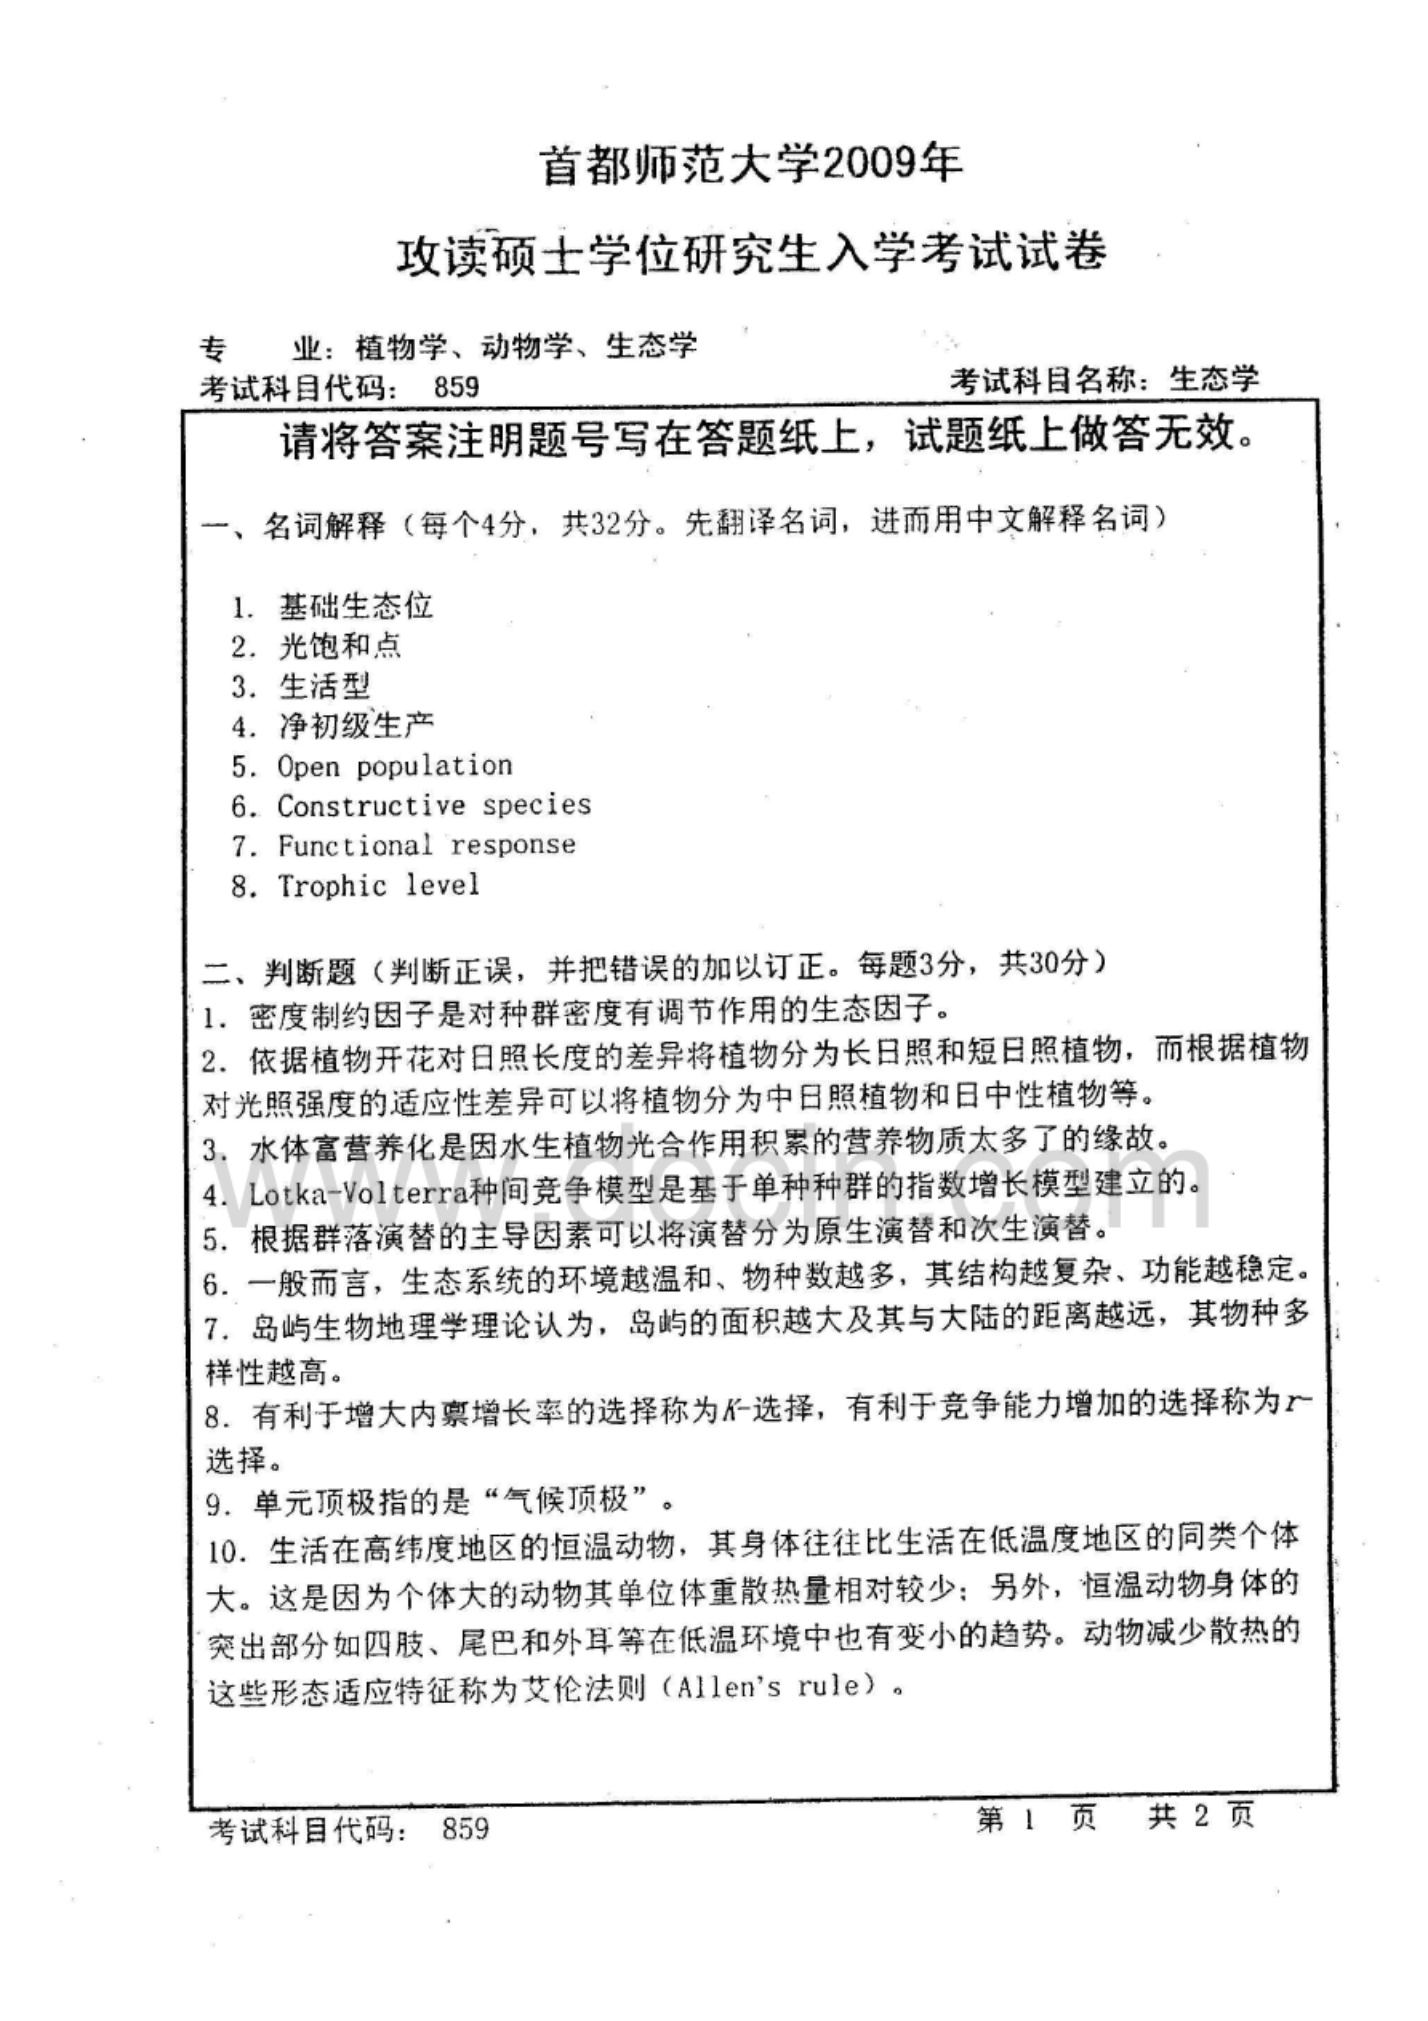 首都师范大学2009年
攻读硕士学位研究生入学考试试卷
专 业：植物学、动物学、生态学
考试科目代码： 859 考试科目名称：生态学
请将答案注明题号写在答题纸上，试题纸上做答无效。
一、名词解释（每个4分，共32分。先翻译名词，进而用中文解释名词）
1. 基础生态位
2. 光饱和点
3. 生活型
4. 净初级生产
5. Open population
6. Constructive species
7. Functional response
8. Trophic level
二、判断题（判断正误，并把错误的加以订正。每题3分，共30分）
1. 密度制约因子是对种群密度有调节作用的生态因子。
2. 依据植物开花对日照长度的差异将植物分为长日照和短日照植物，而根据植物
对光照强度的适应性差异可以将植物分为中日照植物和日中性植物等。
3. 水体富营养化是因水生植物光合作用积累的营养物质太多了的缘故。
4. Lotka-Volterra种间竞争模型是基于单种种群的指数增长模型建立的。
5. 根据群落演替的主导因素可以将演替分为原生演替和次生演替。
6. 一般而言，生态系统的环境越温和、物种数越多，其结构越复杂、功能越稳定。
7. 岛屿生物地理学理论认为，岛屿的面积越大及其与大陆的距离越远，其物种多
样性越高。
8. 有利于增大内禀增长率的选择称为K-选择，有利于竞争能力增加的选择称为r-
选择。
9. 单元顶极指的是“气候顶极”。
10. 生活在高纬度地区的恒温动物，其身体往往比生活在低温度地区的同类个体
大。这是因为个体大的动物其单位体重散热量相对较少；另外，恒温动物身体的
突出部分如四肢、尾巴和外耳等在低温环境中也有变小的趋势。动物减少散热的
这些形态适应特征称为艾伦法则（Allen's rule）。
考试科目代码： 859 第 1 页 共 2 页
www.docin.com